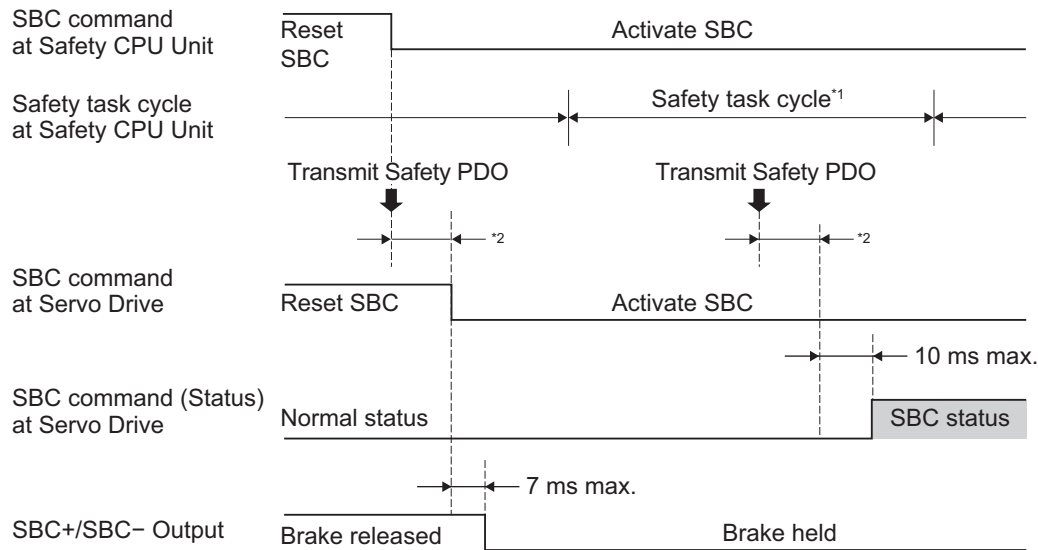 SBC command
at Safety CPU Unit
Reset
SBC
Activate SBC
Safety task cycle
at Safety CPU Unit
Safety task cycle*1
Transmit Safety PDO
Transmit Safety PDO
*2
*2
SBC command
at Servo Drive
Reset SBC
Activate SBC
10 ms max.
SBC command (Status)
at Servo Drive
Normal status
SBC status
7 ms max.
SBC+/SBC− Output
Brake released
Brake held